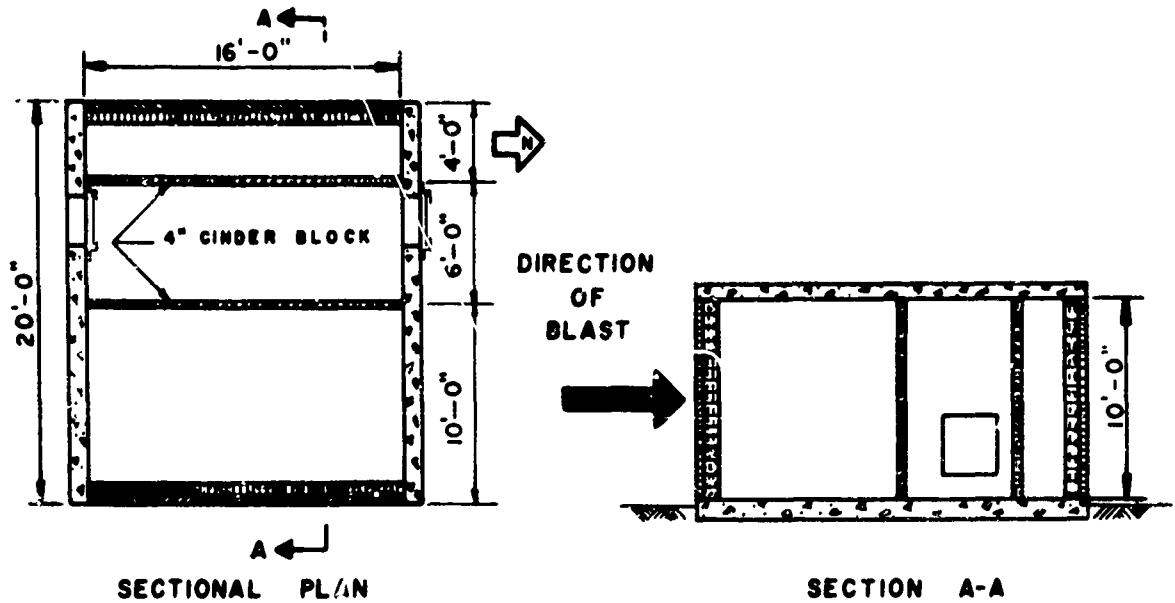 A
16'-0"
4'-0"
N
4" CINDER BLOCK
6'-0"
20'-0"
10'-0"
A
SECTIONAL PLAN
DIRECTION
OF
BLAST
10'-0"
SECTION A-A